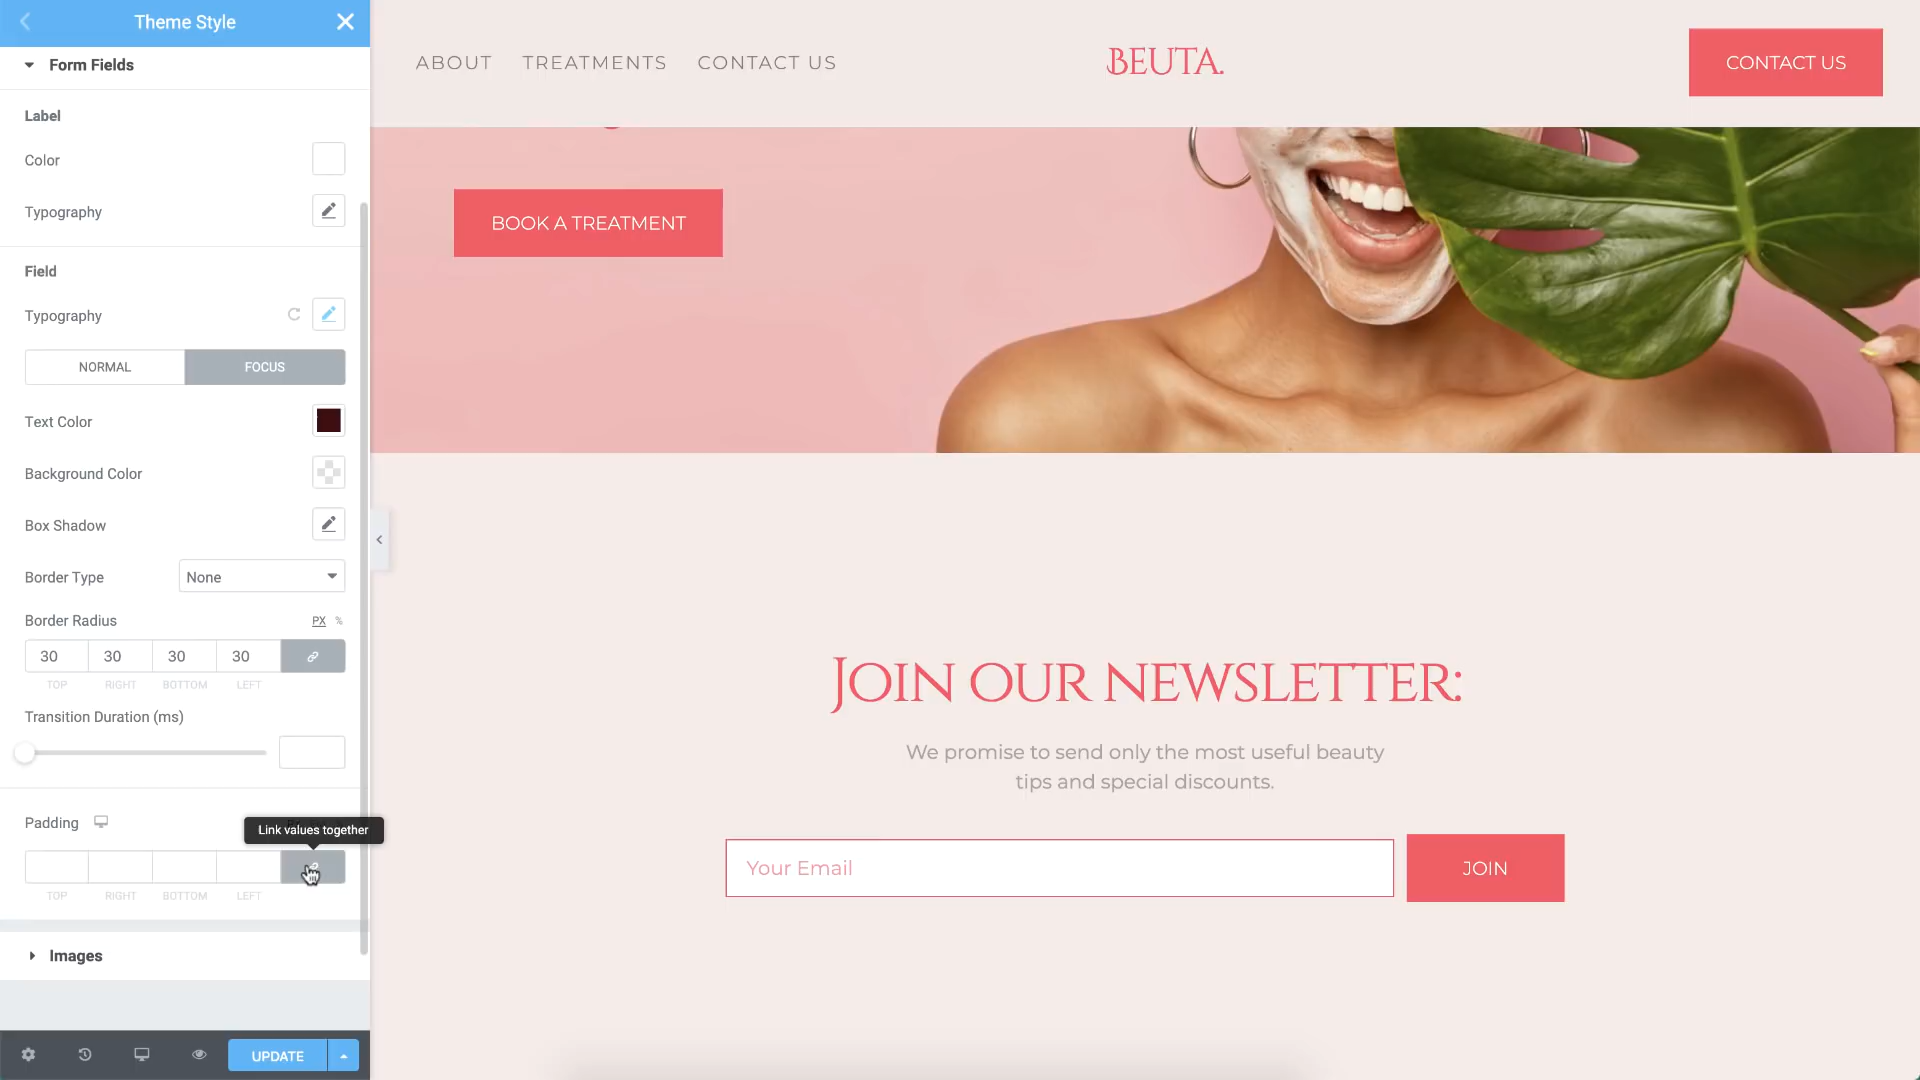 Theme Style
Form Fields
Label
Color
Typography
Field
Typography
NORMAL FOCUS
Text Color
Background Color
Box Shadow
Border Type None
Border Radius PX %
30 30 30 30
TOP RIGHT BOTTOM LEFT
Transition Duration (ms)
Padding
Link values together
TOP RIGHT BOTTOM LEFT
Images
UPDATE
ABOUT TREATMENTS CONTACT US BEUTA. CONTACT US
BOOK A TREATMENT
JOIN OUR NEWSLETTER:
We promise to send only the most useful beauty
tips and special discounts.
Your Email JOIN